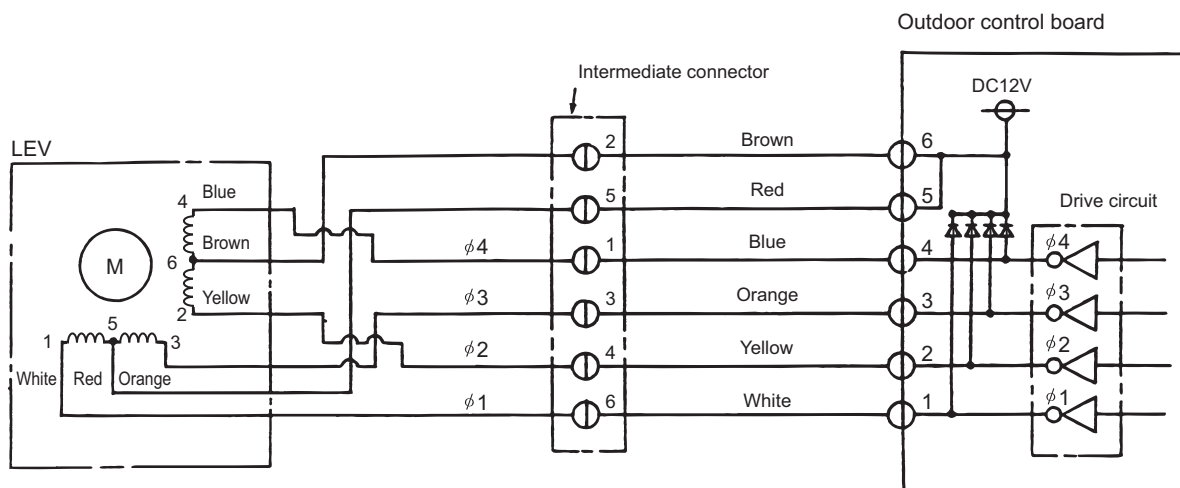 Outdoor control board
Intermediate connector
DC12V
LEV
2 Brown 6
Blue
4
5 Red 5
Drive circuit
Brown
6
M
ϕ4 1 Blue 4 ϕ4
Yellow
2
ϕ3 3 Orange 3 ϕ3
1 5 3
ϕ2 4 Yellow 2 ϕ2
White Red Orange
ϕ1 6 White 1 ϕ1